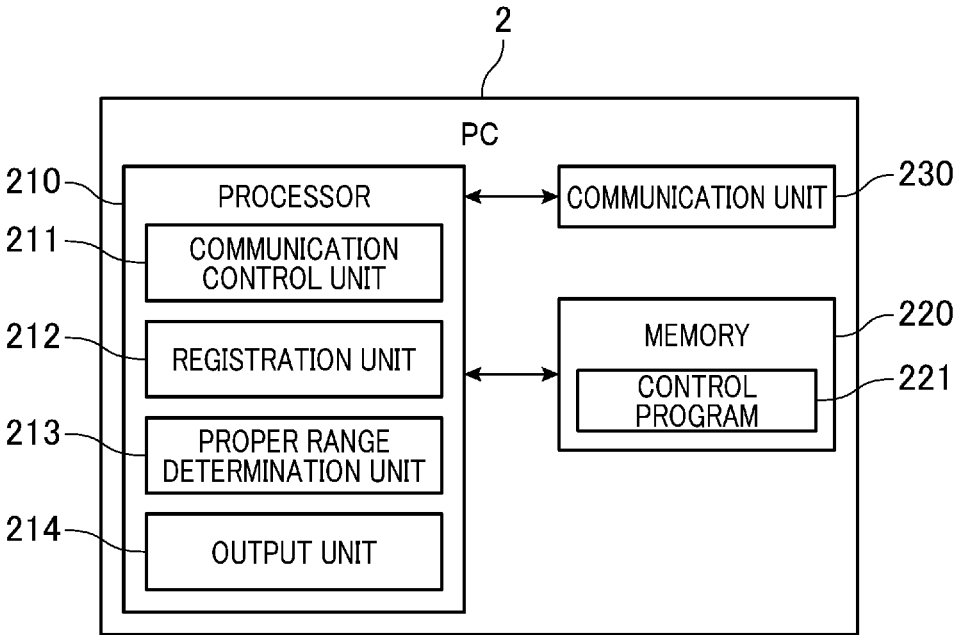 2
PC
210
PROCESSOR
211
COMMUNICATION
CONTROL UNIT
212
REGISTRATION UNIT
213
PROPER RANGE
DETERMINATION UNIT
214
OUTPUT UNIT
COMMUNICATION UNIT
230
MEMORY
220
CONTROL
PROGRAM
221